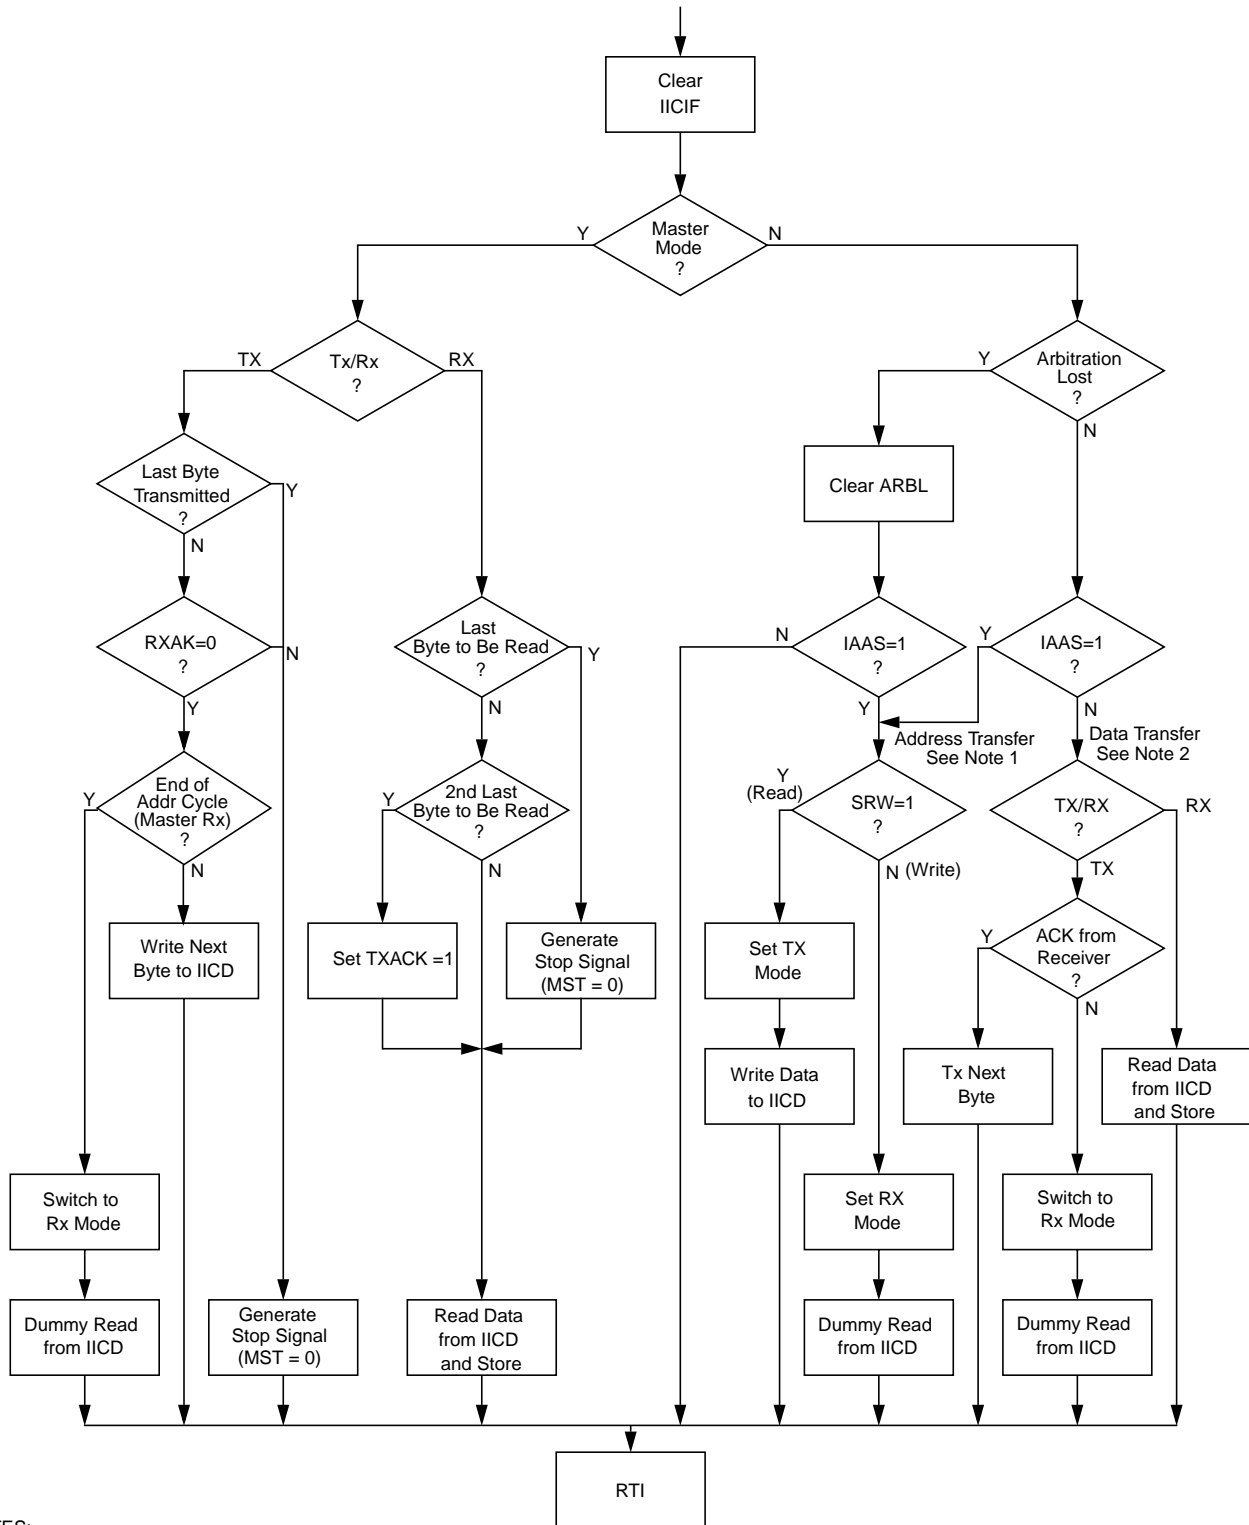 Clear
IICIF
Master
Mode
?
Y
N
Tx/Rx
?
TX
RX
Arbitration
Lost
?
Y
N
Last Byte
Transmitted
?
Y
N
Clear ARBL
RXAK=0
?
N
Y
Last
Byte to Be Read
?
Y
N
IAAS=1
?
N
Y
IAAS=1
?
Y
N
Address Transfer
See Note 1
Data Transfer
See Note 2
End of
Addr Cycle
(Master Rx)
?
Y
N
2nd Last
Byte to Be Read
?
Y
N
Y
(Read)
SRW=1
?
N (Write)
TX/RX
?
RX
TX
Write Next
Byte to IICD
Set TXACK =1
Generate
Stop Signal
(MST = 0)
Set TX
Mode
ACK from
Receiver
?
Y
N
Write Data
to IICD
Tx Next
Byte
Read Data
from IICD
and Store
Switch to
Rx Mode
Set RX
Mode
Switch to
Rx Mode
Dummy Read
from IICD
Generate
Stop Signal
(MST = 0)
Read Data
from IICD
and Store
Dummy Read
from IICD
Dummy Read
from IICD
RTI